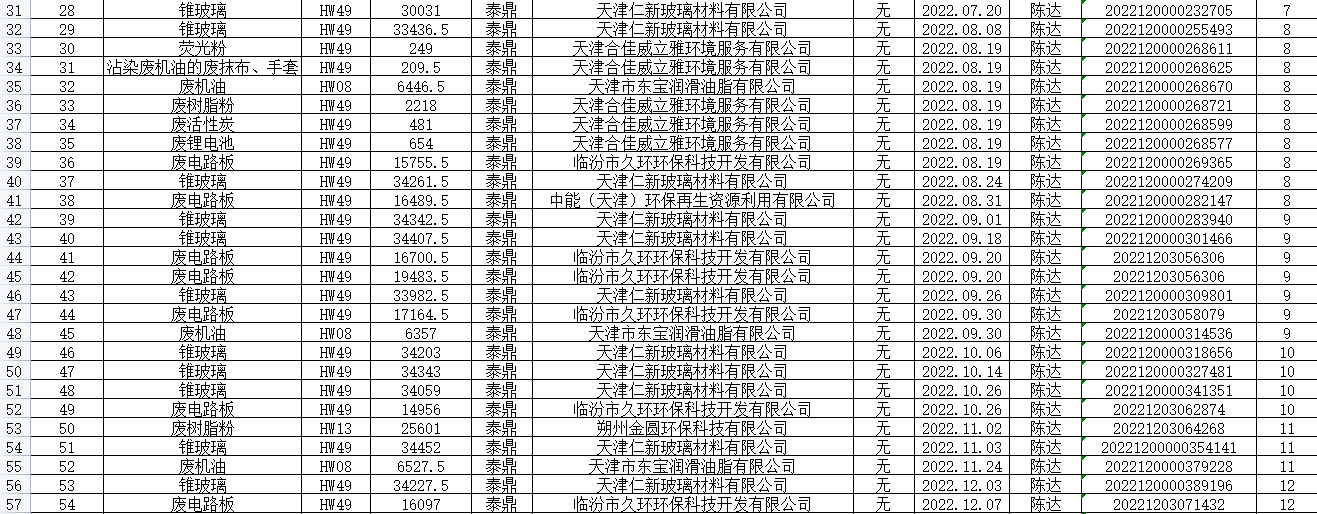 31 28 锥玻璃 HW49 30031 泰鼎 天津仁新玻璃材料有限公司 无 2022.07.20 陈达 2022120000232705 7
32 29 锥玻璃 HW49 33436.5 泰鼎 天津仁新玻璃材料有限公司 无 2022.08.08 陈达 2022120000255493 8
33 30 荧光粉 HW49 249 泰鼎 天津合佳威立雅环境服务有限公司 无 2022.08.19 陈达 2022120000268611 8
34 31 沾染废机油的废抹布、手套 HW49 209.5 泰鼎 天津合佳威立雅环境服务有限公司 无 2022.08.19 陈达 2022120000268625 8
35 32 废机油 HW08 6446.5 泰鼎 天津市东宝润滑油脂有限公司 无 2022.08.19 陈达 2022120000268670 8
36 33 废树脂粉 HW49 2218 泰鼎 天津合佳威立雅环境服务有限公司 无 2022.08.19 陈达 2022120000268721 8
37 34 废活性炭 HW49 481 泰鼎 天津合佳威立雅环境服务有限公司 无 2022.08.19 陈达 2022120000268599 8
38 35 废锂电池 HW49 654 泰鼎 天津合佳威立雅环境服务有限公司 无 2022.08.19 陈达 2022120000268577 8
39 36 废电路板 HW49 15755.5 泰鼎 临汾市久环环保科技开发有限公司 无 2022.08.19 陈达 2022120000269365 8
40 37 锥玻璃 HW49 34261.5 泰鼎 天津仁新玻璃材料有限公司 无 2022.08.24 陈达 2022120000274209 8
41 38 废电路板 HW49 16489.5 泰鼎 中能（天津）环保再生资源利用有限公司 无 2022.08.31 陈达 2022120000282147 8
42 39 锥玻璃 HW49 34342.5 泰鼎 天津仁新玻璃材料有限公司 无 2022.09.01 陈达 2022120000283940 9
43 40 锥玻璃 HW49 34407.5 泰鼎 天津仁新玻璃材料有限公司 无 2022.09.18 陈达 2022120000301466 9
44 41 废电路板 HW49 16700.5 泰鼎 临汾市久环环保科技开发有限公司 无 2022.09.20 陈达 20221203056306 9
45 42 废电路板 HW49 19483.5 泰鼎 临汾市久环环保科技开发有限公司 无 2022.09.20 陈达 20221203056306 9
46 43 锥玻璃 HW49 33982.5 泰鼎 天津仁新玻璃材料有限公司 无 2022.09.26 陈达 2022120000309801 9
47 44 废电路板 HW49 17164.5 泰鼎 临汾市久环环保科技开发有限公司 无 2022.09.30 陈达 20221203058079 9
48 45 废机油 HW08 6357 泰鼎 天津市东宝润滑油脂有限公司 无 2022.09.30 陈达 2022120000314536 9
49 46 锥玻璃 HW49 34203 泰鼎 天津仁新玻璃材料有限公司 无 2022.10.06 陈达 2022120000318656 10
50 47 锥玻璃 HW49 34343 泰鼎 天津仁新玻璃材料有限公司 无 2022.10.14 陈达 2022120000327481 10
51 48 锥玻璃 HW49 34059 泰鼎 天津仁新玻璃材料有限公司 无 2022.10.26 陈达 2022120000341351 10
52 49 废电路板 HW49 14956 泰鼎 临汾市久环环保科技开发有限公司 无 2022.10.26 陈达 20221203062874 10
53 50 废树脂粉 HW13 25601 泰鼎 朔州金圆环保科技有限公司 无 2022.11.02 陈达 20221203064268 11
54 51 锥玻璃 HW49 34452 泰鼎 天津仁新玻璃材料有限公司 无 2022.11.03 陈达 20221200000354141 11
55 52 废机油 HW08 6527.5 泰鼎 天津市东宝润滑油脂有限公司 无 2022.11.24 陈达 2022120000379228 11
56 53 锥玻璃 HW49 34227.5 泰鼎 天津仁新玻璃材料有限公司 无 2022.12.03 陈达 2022120000389196 12
57 54 废电路板 HW49 16097 泰鼎 临汾市久环环保科技开发有限公司 无 2022.12.07 陈达 20221203071432 12